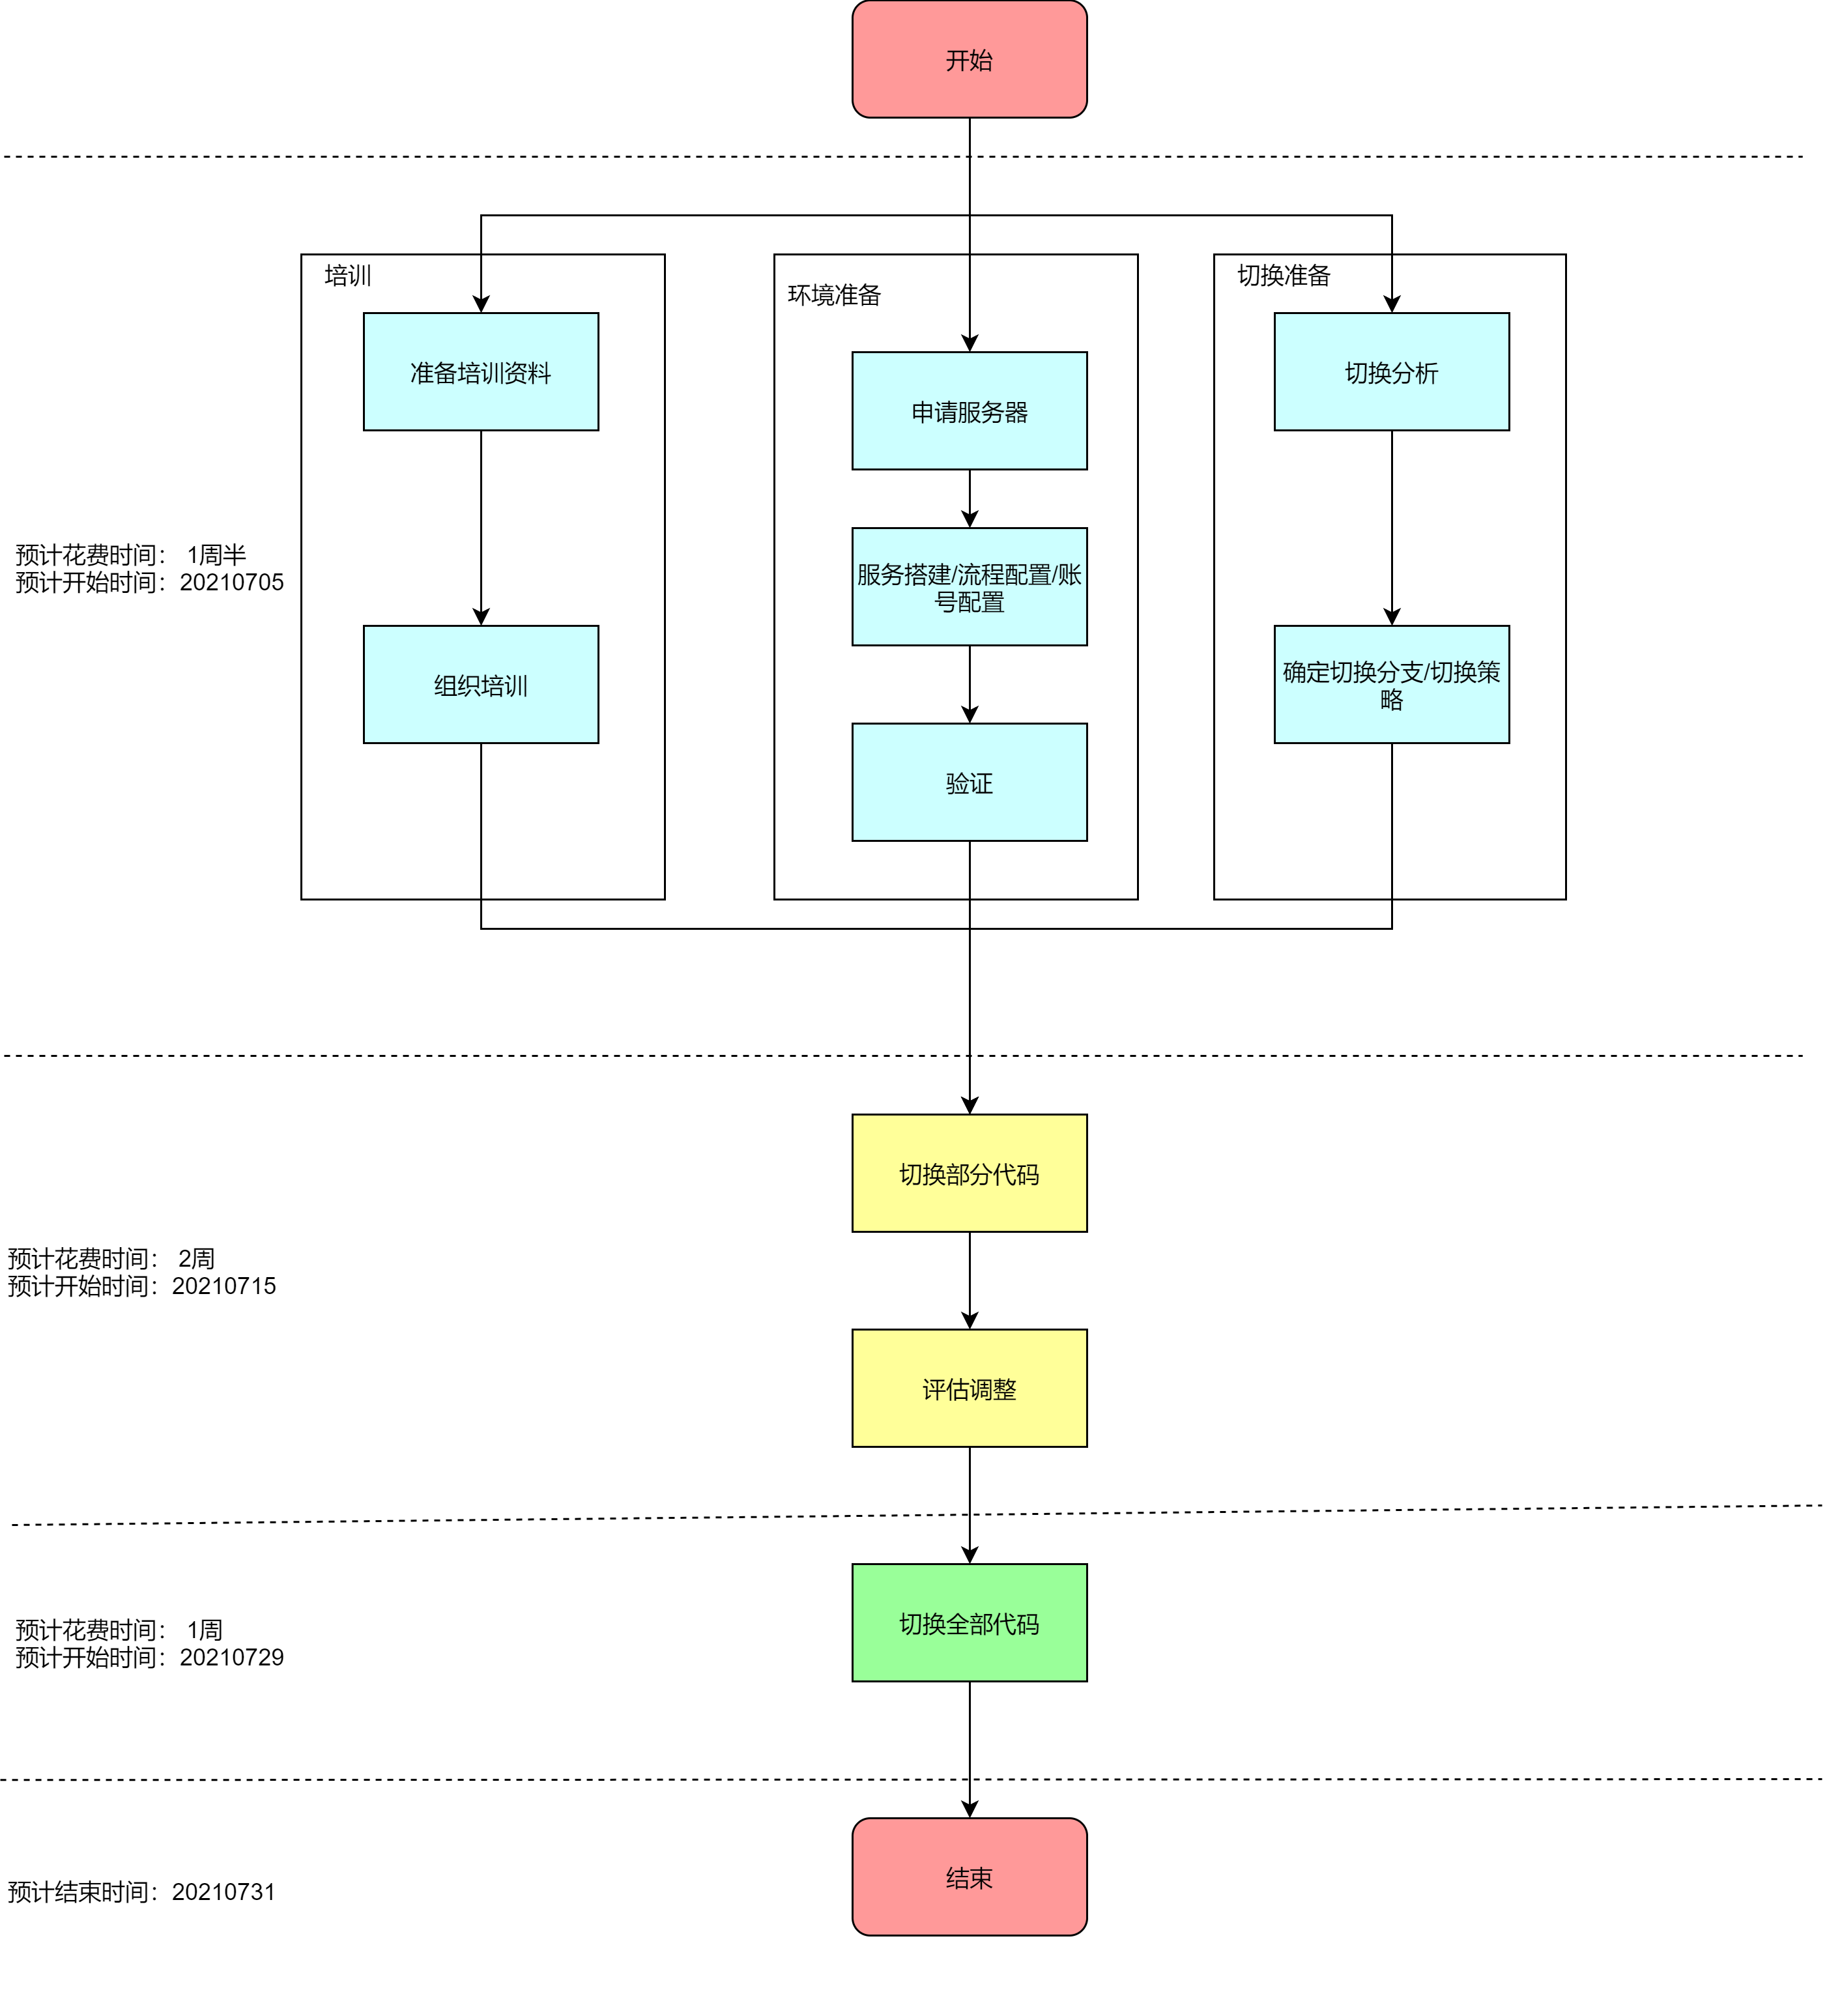 开始
培训
环境准备
切换准备
准备培训资料
申请服务器
切换分析
预计花费时间： 1周半
预计开始时间：20210705
服务搭建/流程配置/账
号配置
组织培训
确定切换分支/切换策
略
验证
切换部分代码
预计花费时间： 2周
预计开始时间：20210715
评估调整
切换全部代码
预计花费时间： 1周
预计开始时间：20210729
结束
预计结束时间：20210731